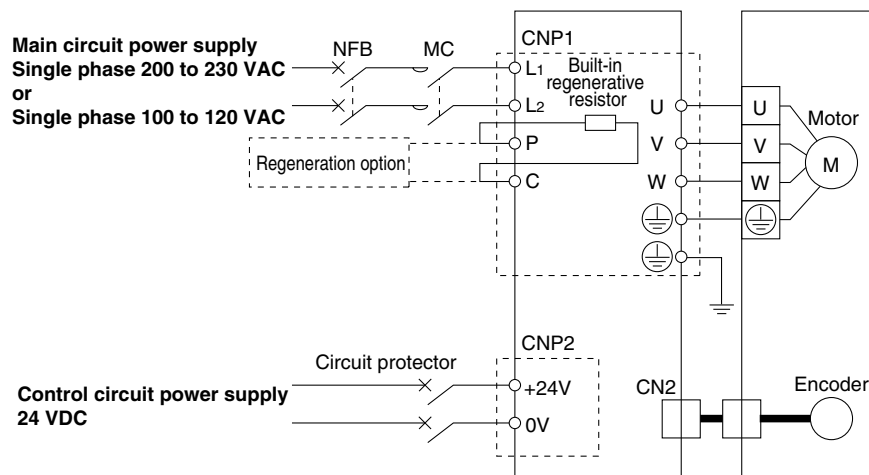 Main circuit power supply
Single phase 200 to 230 VAC
or
Single phase 100 to 120 VAC
NFB
MC
CNP1
L1
Built-in
regenerative
resistor
L2
P
C
Regeneration option
U
V
W
U
V
W
Motor
M
CNP2
Circuit protector
+24V
0V
Control circuit power supply
24 VDC
CN2
Encoder